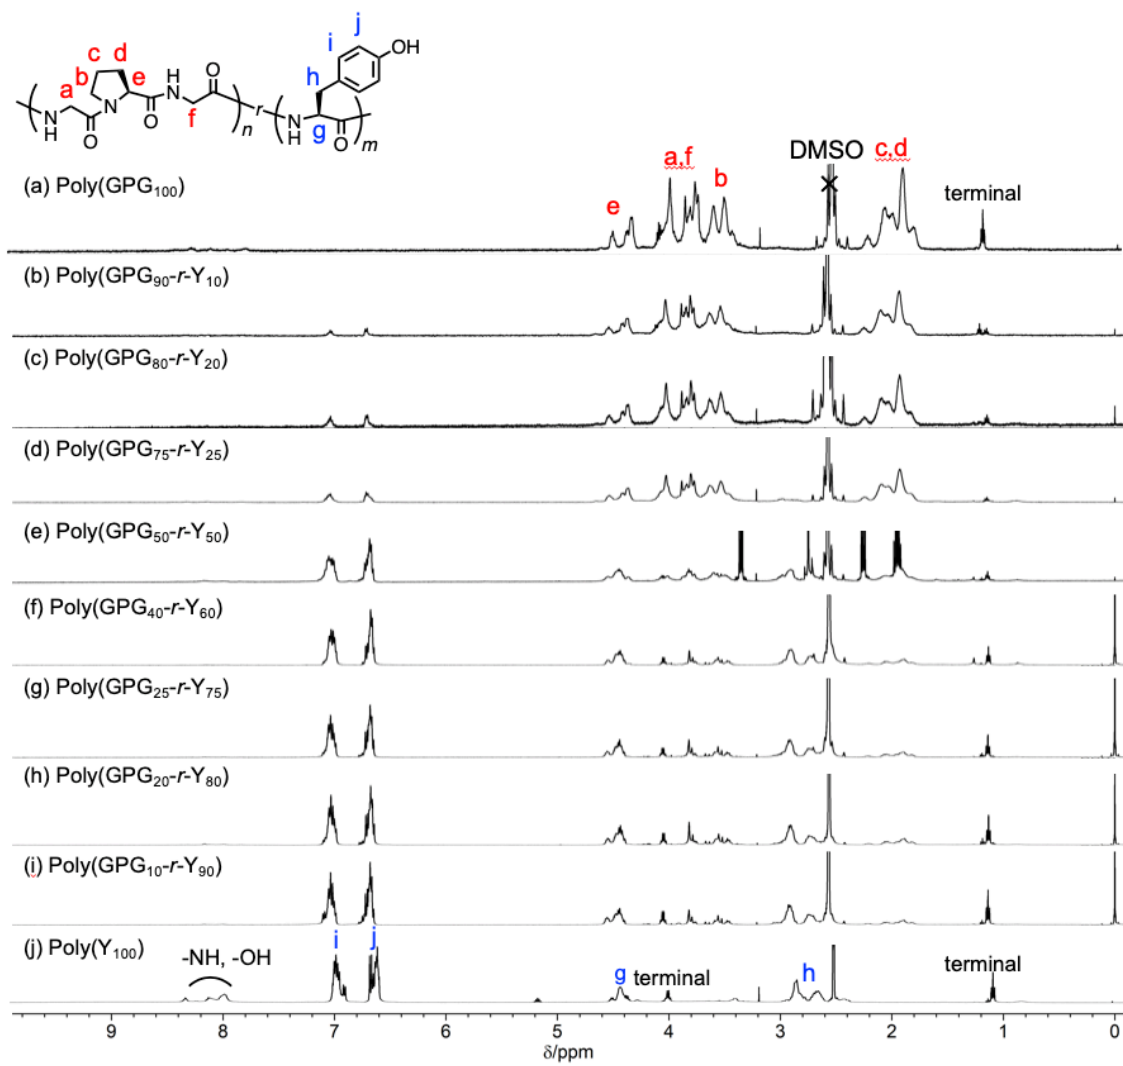 i j
OH
c d
h
b e H N O
a
N H O N O f n r N H g O m
(a) Poly(GPG100)
e a,f b DMSO c,d terminal
(b) Poly(GPG90-r-Y10)
(c) Poly(GPG80-r-Y20)
(d) Poly(GPG75-r-Y25)
(e) Poly(GPG50-r-Y50)
(f) Poly(GPG40-r-Y60)
(g) Poly(GPG25-r-Y75)
(h) Poly(GPG20-r-Y80)
(i) Poly(GPG10-r-Y90)
(j) Poly(Y100)
-NH, -OH i j g terminal h terminal
9 8 7 6 5 4 3 2 1 0
δ/ppm